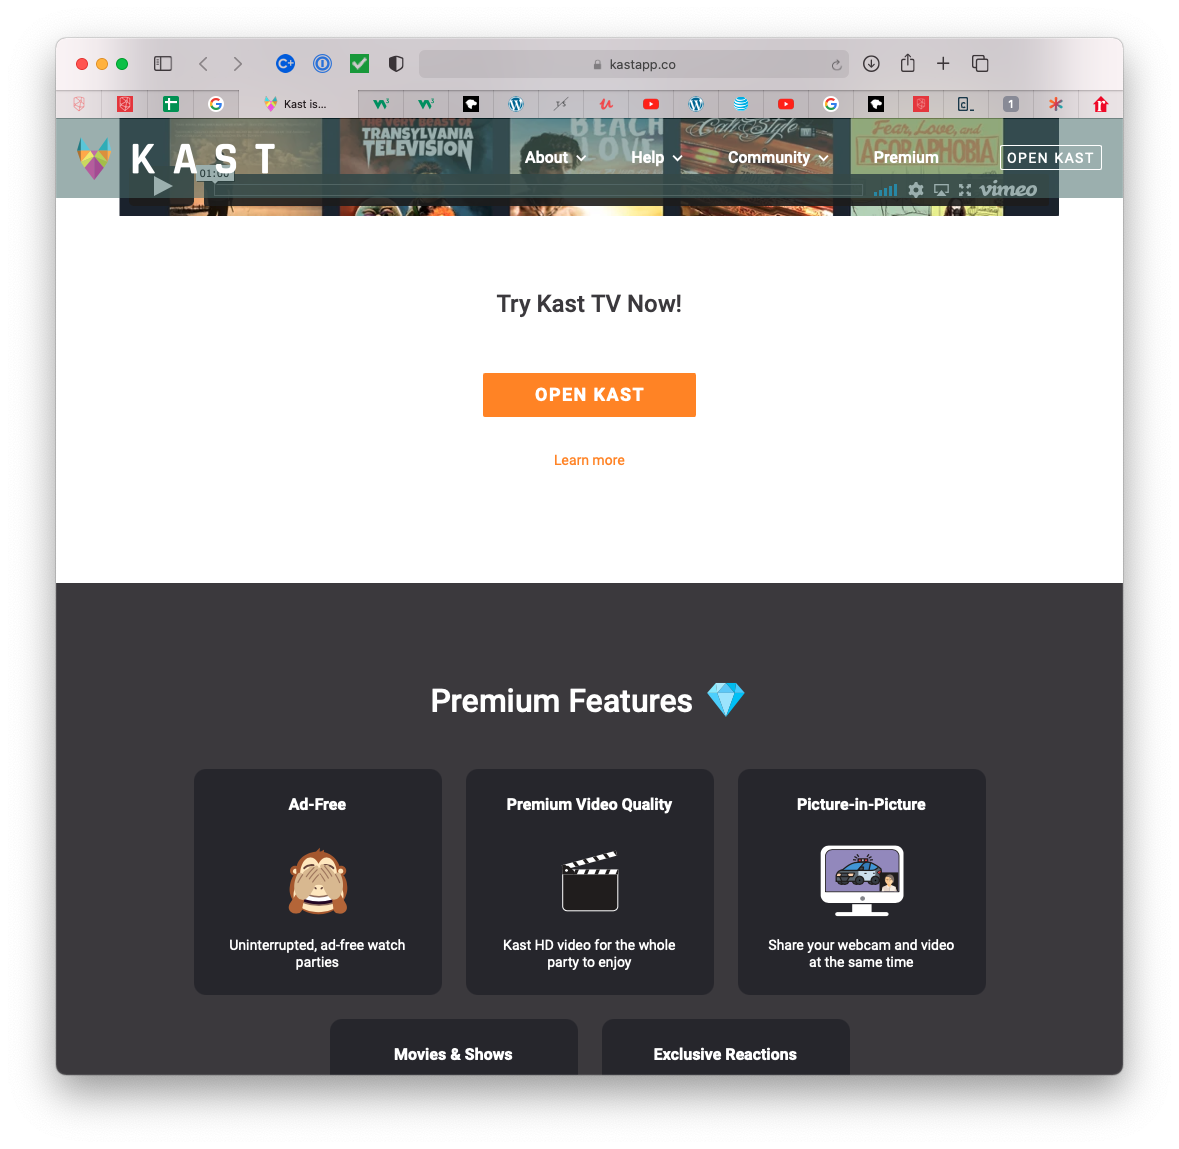 kastapp.co
Kast is...
1
THE VERY BEAST OF
TRANSYLVANIA
TELEVISION
BEACH
LOVE
Cali Style
Fear, Love, and
AGORAPHOBIA
KAST
About
Help
Community
Premium
OPEN KAST
01:00
vimeo
Try Kast TV Now!
OPEN KAST
Learn more
Premium Features
Ad-Free
Premium Video Quality
Picture-in-Picture
Uninterrupted, ad-free watch
parties
Kast HD video for the whole
party to enjoy
Share your webcam and video
at the same time
Movies & Shows
Exclusive Reactions